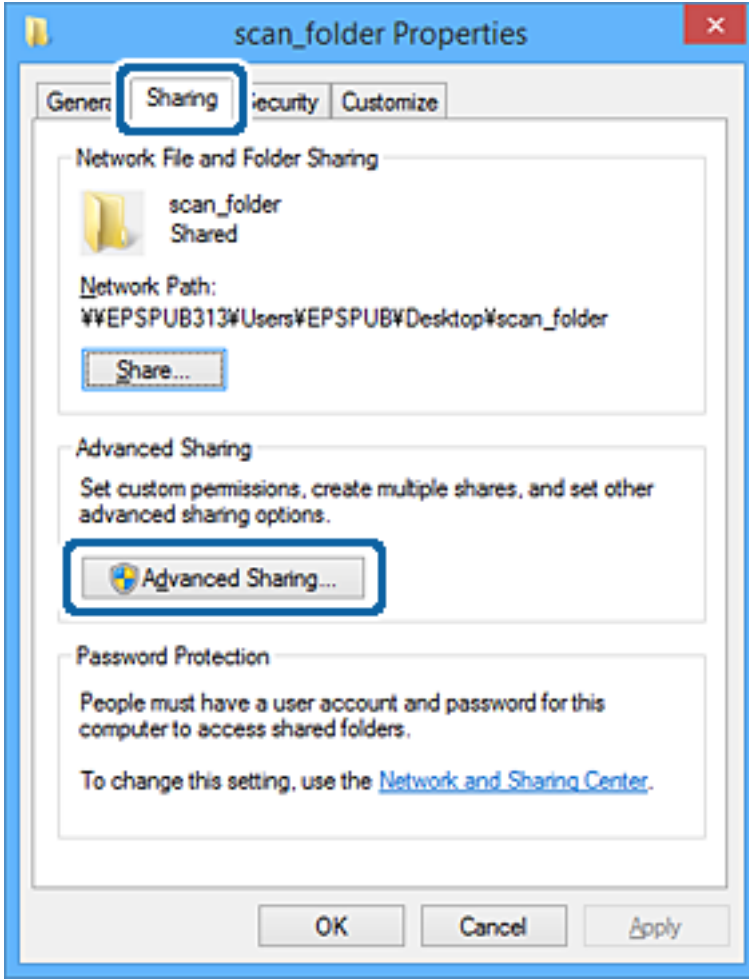 scan_folder Properties
Sharing
Customize
Network File and Folder Sharing
scan_folder
Shared
Network Path:
¥¥EPSPUB313¥Users¥EPSPUB¥Desktop¥scan_folder
Share...
Advanced Sharing
Set custom permissions, create multiple shares, and set other
advanced sharing options.
Advanced Sharing...
Password Protection
People must have a user account and password for this
computer to access shared folders.
To change this setting, use the Network and Sharing Center.
OK Cancel Apply